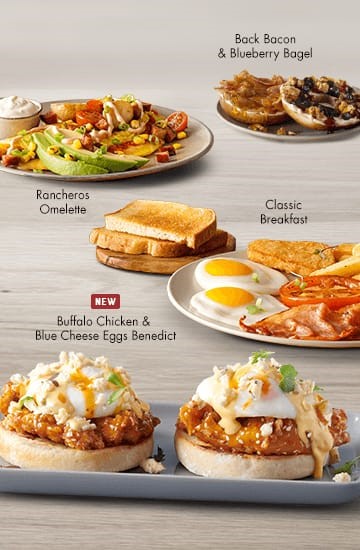 Back Bacon
& Blueberry Bagel
Rancheros
Omelette
Classic
Breakfast
NEW
Buffalo Chicken &
Blue Cheese Eggs Benedict